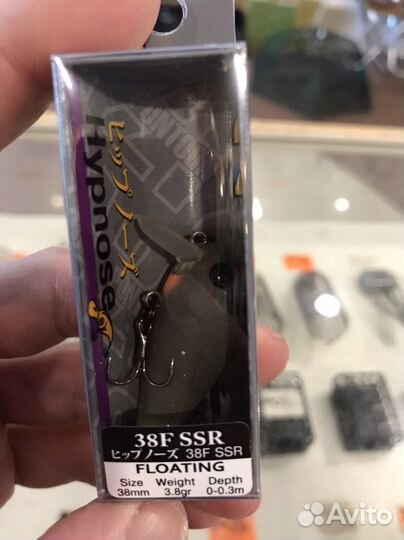 ヒップノーズ
Hypnose
38F SSR
ヒップノーズ 38F SSR
FLOATING
Size Weight Depth
38mm 3.8gr 0-0.3m
Avito